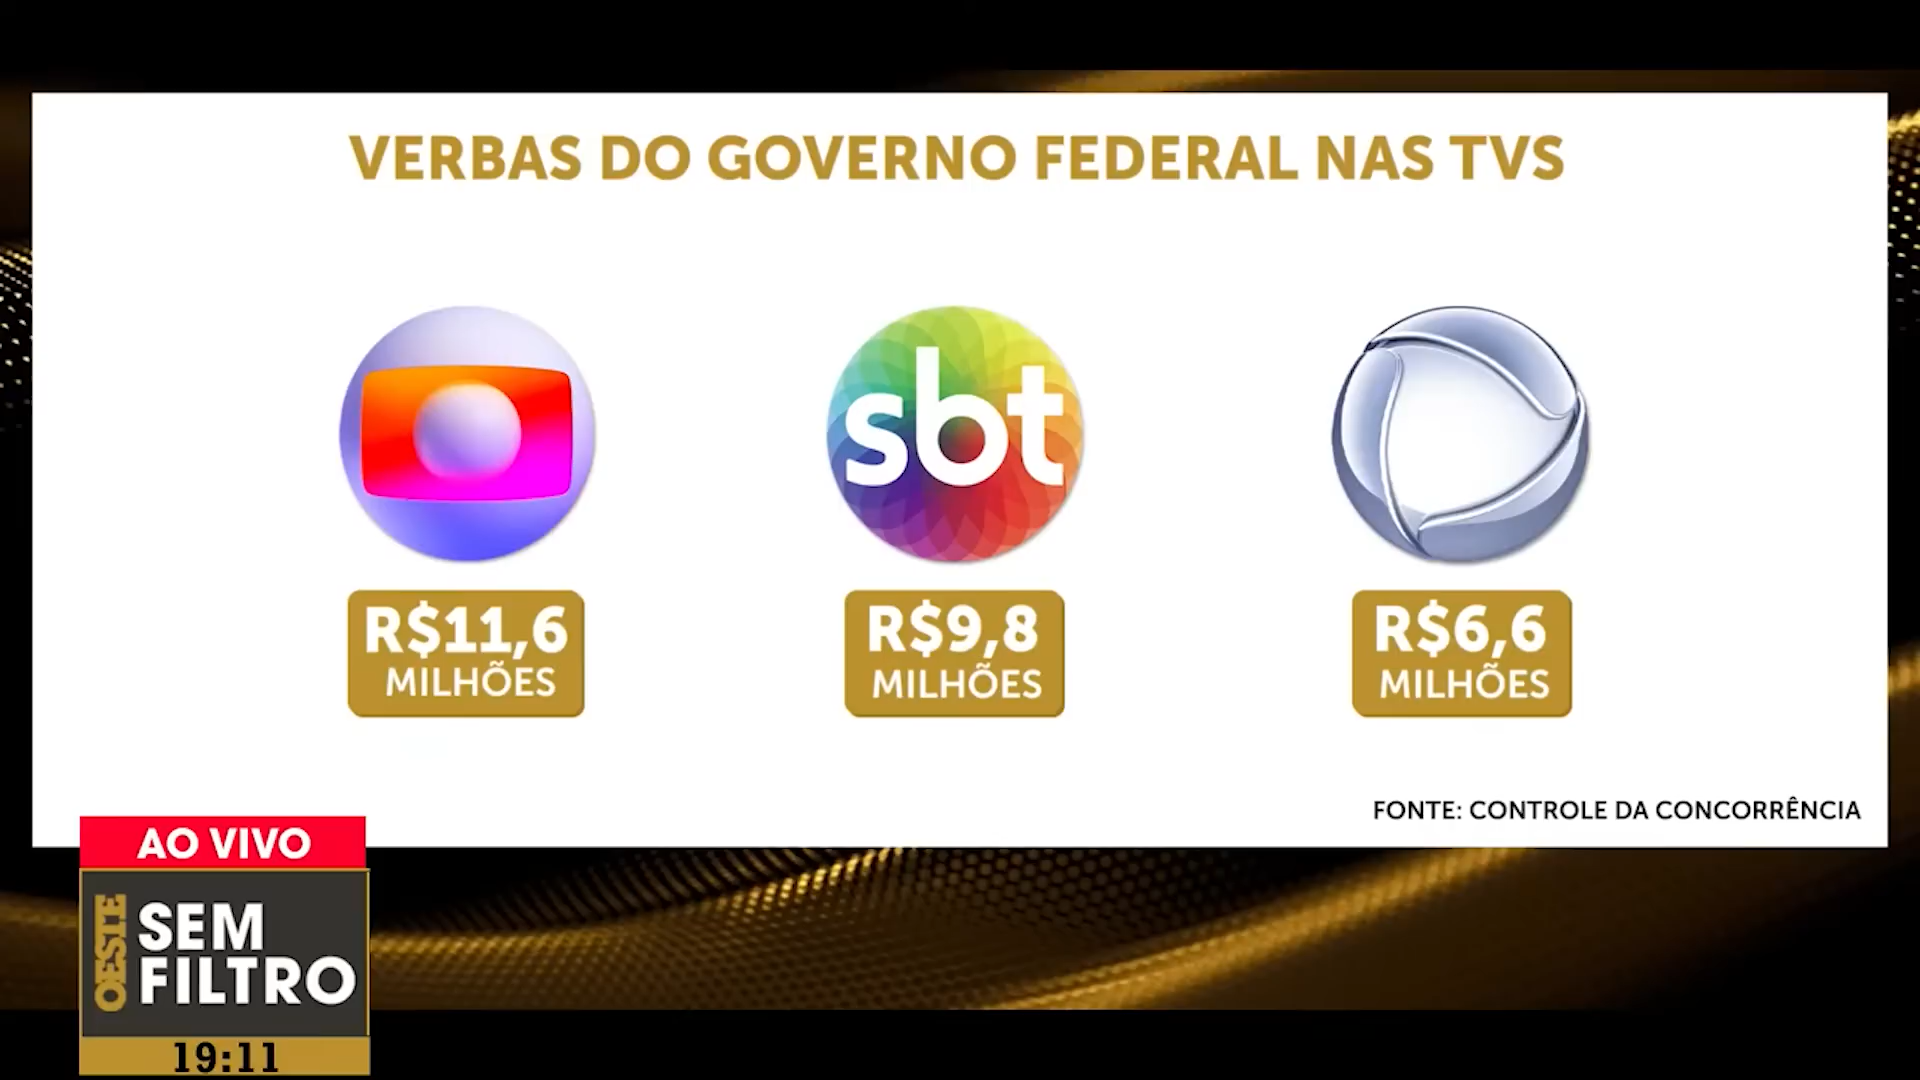 VERBAS DO GOVERNO FEDERAL NAS TVS
sbt
R$11,6
MILHÕES
R$9,8
MILHÕES
R$6,6
MILHÕES
FONTE: CONTROLE DA CONCORRÊNCIA
AO VIVO
OESTE
SEM
FILTRO
19:11